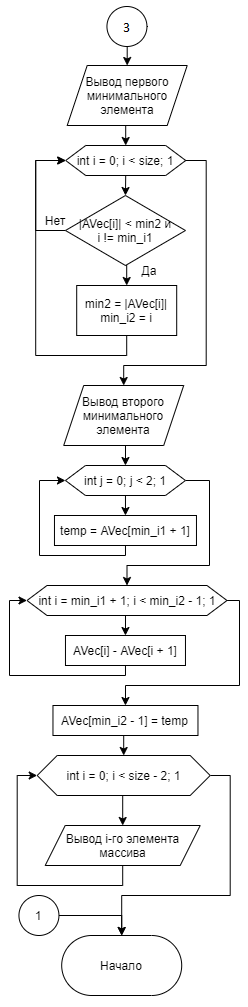 3
Вывод первого
минимального
элемента
int i = 0; i < size; 1
Нет
|AVec[i]| < min2 и
i != min_i1
Да
min2 = |AVec[i]|
min_i2 = i
Вывод второго
минимального
элемента
int j = 0; j < 2; 1
temp = AVec[min_i1 + 1]
int i = min_i1 + 1; i < min_i2 - 1; 1
AVec[i] - AVec[i + 1]
AVec[min_i2 - 1] = temp
int i = 0; i < size - 2; 1
Вывод i-го элемента
массива
1
Начало